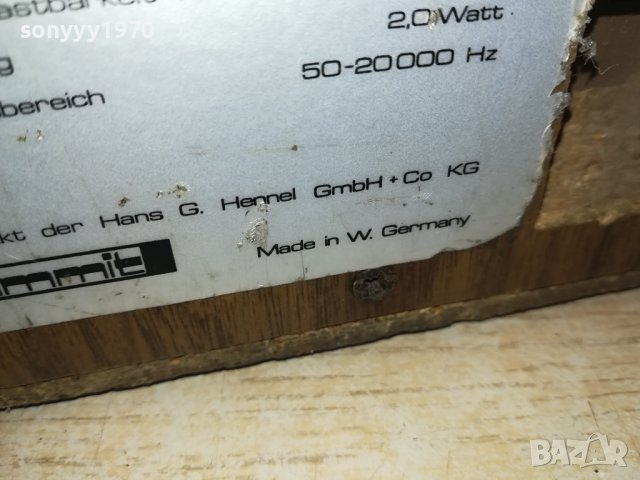 sonyyy1970
2,0 Watt
50-20000 Hz
bereich
kt der Hans G. Hennel GmbH + Co KG
mmit
Made in W. Germany
BAZAR